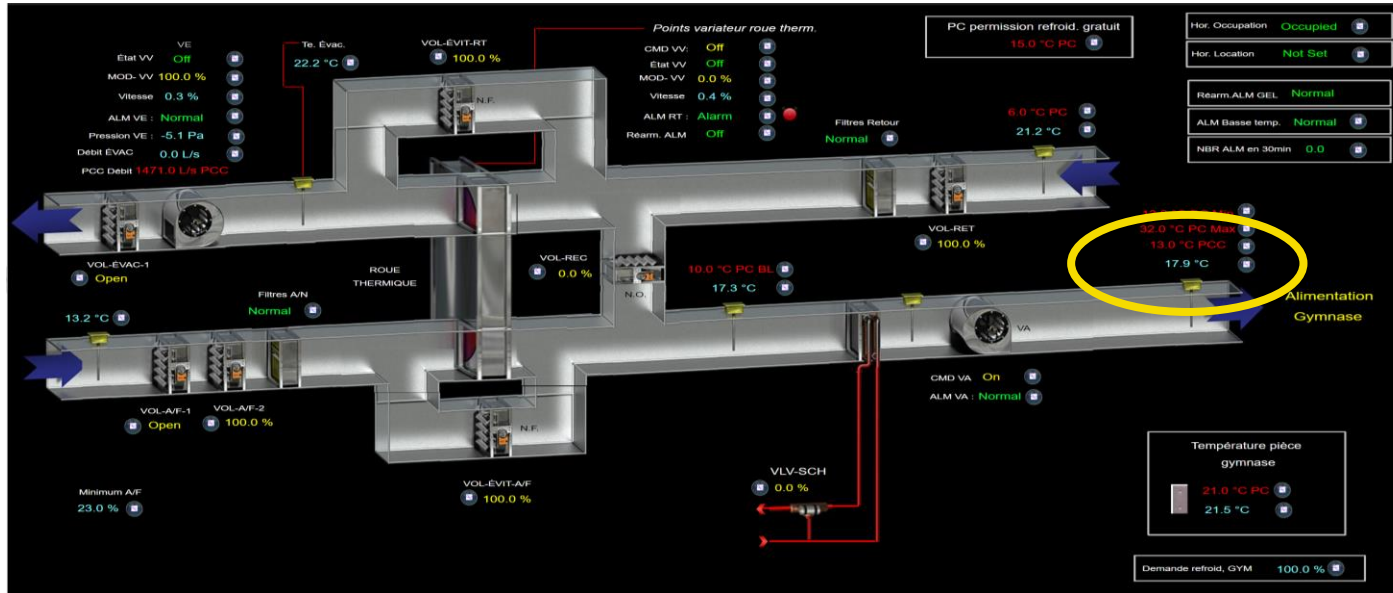 VE
État VV Off
MOD- VV 100.0 %
Vitesse 0.3 %
ALM VE : Normal
Pression VE : -5.1 Pa
Débit ÉVAC 0.0 L/s
PCC Débit 1471.0 L/s PCC
Te. Évac.
22.2 °C
VOL-ÉVIT-RT
100.0 %
N.F.
Points variateur roue therm.
CMD VV: Off
État VV Off
MOD- VV 0.0 %
Vitesse 0.4 %
ALM RT : Alarm
Réarm. ALM Off
PC permission refroid. gratuit
15.0 °C PC
Hor. Occupation Occupied
Hor. Location Not Set
Réarm.ALM GEL Normal
ALM Basse temp. Normal
NBR ALM en 30min 0.0
Filtres Retour
Normal
6.0 °C PC
21.2 °C
VOL-RET
100.0 %
32.0 °C PC Max
13.0 °C PCC
17.9 °C
Alimentation
Gymnase
VOL-ÉVAC-1
Open
ROUE
THERMIQUE
VOL-REC
0.0 %
N.O.
10.0 °C PC BL
17.3 °C
13.2 °C
Filtres A/N
Normal
VA
CMD VA On
ALM VA : Normal
VOL-A/F-1
Open
VOL-A/F-2
100.0 %
N.F.
VOL-ÉVIT-A/F
100.0 %
VLV-SCH
0.0 %
Minimum A/F
23.0 %
Température pièce
gymnase
21.0 °C PC
21.5 °C
Demande refroid, GYM 100.0 %